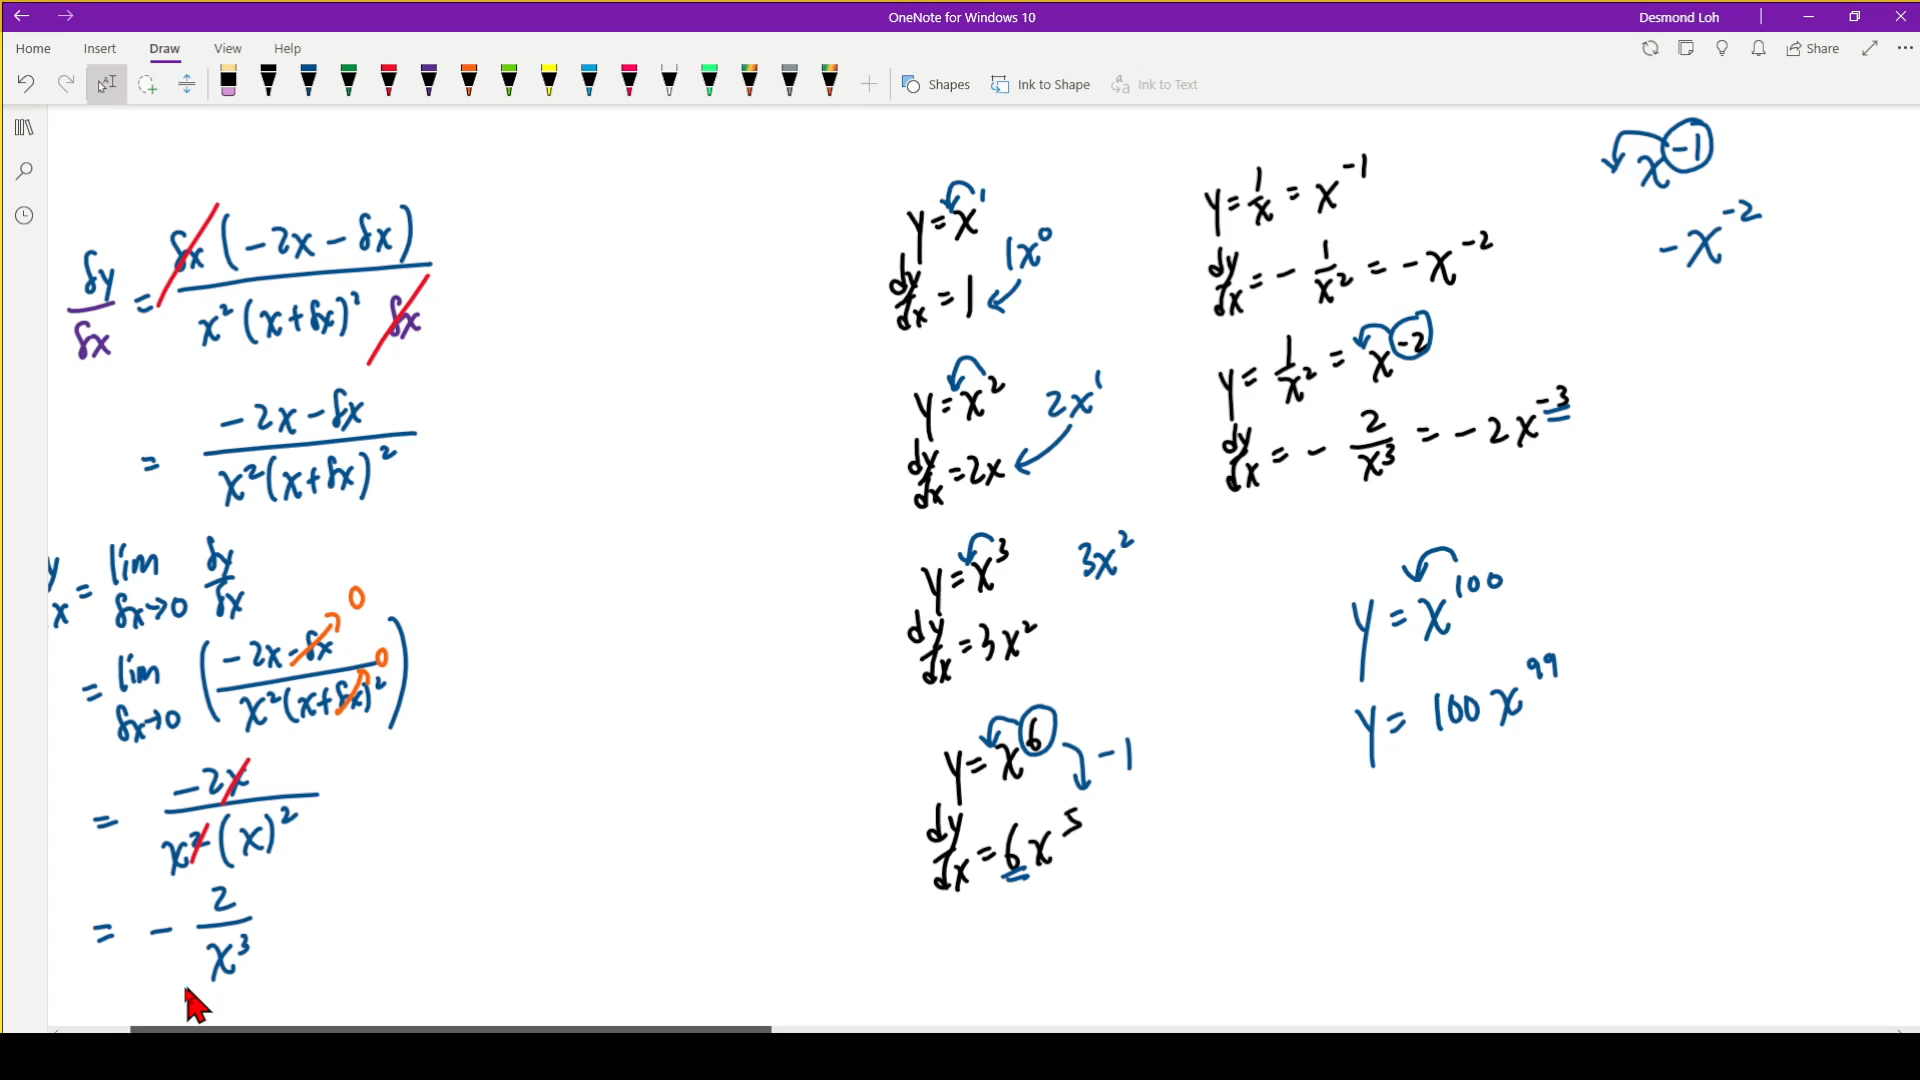 OneNote for Windows 10
Desmond Loh
Home Insert Draw View Help
Share
Shapes Ink to Shape Ink to Text
δy/δx = δx(-2x-δx)/x²(x+δx)² δx
= -2x-δx/x²(x+δx)²
y/x = lim δx→0 δy/δx
= lim δx→0 (-2x-δx/x²(x+δx)²) 0 0
= -2x/x²(x)²
= - 2/x³
y = x¹
dy/dx = 1
1x⁰
y = x²
dy/dx = 2x
2x¹
y = x³
dy/dx = 3x²
3x²
y = x⁶
-1
dy/dx = 6x⁵
y = 1/x = x⁻¹
dy/dx = - 1/x² = -x⁻²
y = 1/x² = x⁻²
dy/dx = - 2/x³ = -2x⁻³
y = x¹⁰⁰
y = 100x⁹⁹
x⁻¹
-x⁻²